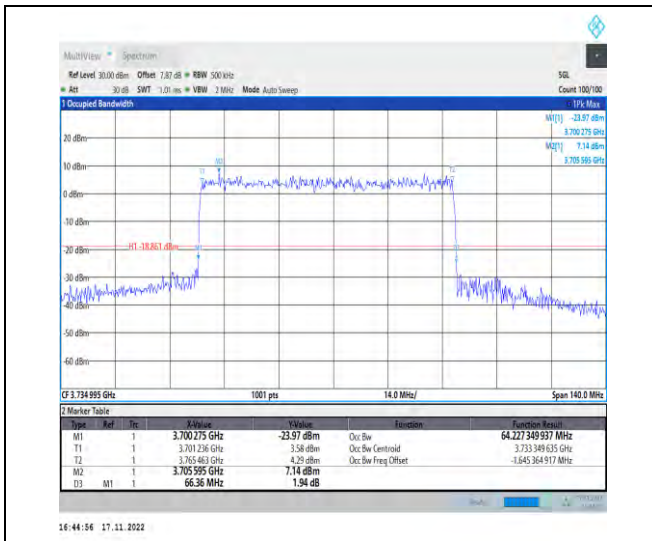 MultiView Spectrum
Ref Level 30.00 dBm Offset 7.87 dB RBW 500 kHz SGL
Att 30 dB SWT 1.01 ms VBW 2 MHz Mode Auto Sweep Count 100/100
1 Occupied Bandwidth 1Pk Max
M1[1] -23.97 dBm
3.700 275 GHz
20 dBm
M2[1] 7.14 dBm
3.705 595 GHz
10 dBm
M2
T1 T2
0 dBm
-10 dBm
-20 dBm
H1 -18.861 dBm
-30 dBm
-40 dBm
-50 dBm
-60 dBm
CF 3.734 995 GHz 1001 pts 14.0 MHz/ Span 140.0 MHz
2 Marker Table
Type Ref Trc X-Value Y-Value Function Function Result
M1 1 3.700 275 GHz -23.97 dBm Occ Bw 64.227 349 937 MHz
T1 1 3.701 236 GHz 3.58 dBm Occ Bw Centroid 3.733 349 635 GHz
T2 1 3.765 463 GHz 4.29 dBm Occ Bw Freq Offset -1.645 364 917 MHz
M2 1 3.705 595 GHz 7.14 dBm
D3 M1 1 66.36 MHz 1.94 dB
16:44:56 17.11.2022